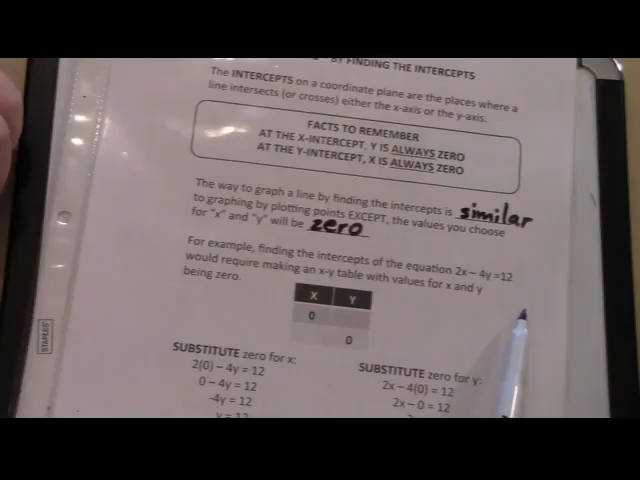 BY FINDING THE INTERCEPTS
The INTERCEPTS on a coordinate plane are the places where a
line intersects (or crosses) either the x-axis or the y-axis.
FACTS TO REMEMBER
AT THE X-INTERCEPT, Y IS ALWAYS ZERO
AT THE Y-INTERCEPT, X IS ALWAYS ZERO
The way to graph a line by finding the intercepts is similar
to graphing by plotting points EXCEPT, the values you choose
for "x" and "y" will be zero
For example, finding the intercepts of the equation 2x – 4y =12
would require making an x-y table with values for x and y
being zero.
X Y
0
0
SUBSTITUTE zero for x:
2(0) – 4y = 12
0 – 4y = 12
-4y = 12
y = 12
SUBSTITUTE zero for y:
2x – 4(0) = 12
2x – 0 = 12
STAPLES